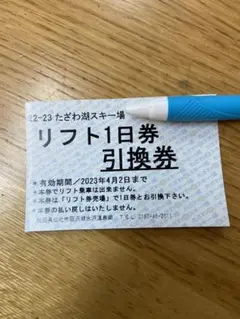 22-23 たざわ湖スキー場
リフト1日券
引換券
* 有効期間／2023年4月2日まで
* 本券でリフト乗車は出来ません。
* 本券は「リフト券売場」で1日券とお引換下さい。
* 本券の払い戻しはいたしません。